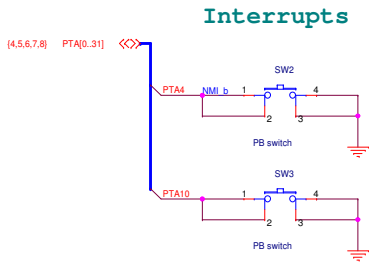 Interrupts
{4,5,6,7,8} PTA[0..31]
SW2
PTA4 NMI_b 1 4
2 3
PB switch
SW3
PTA10 1 4
2 3
PB switch